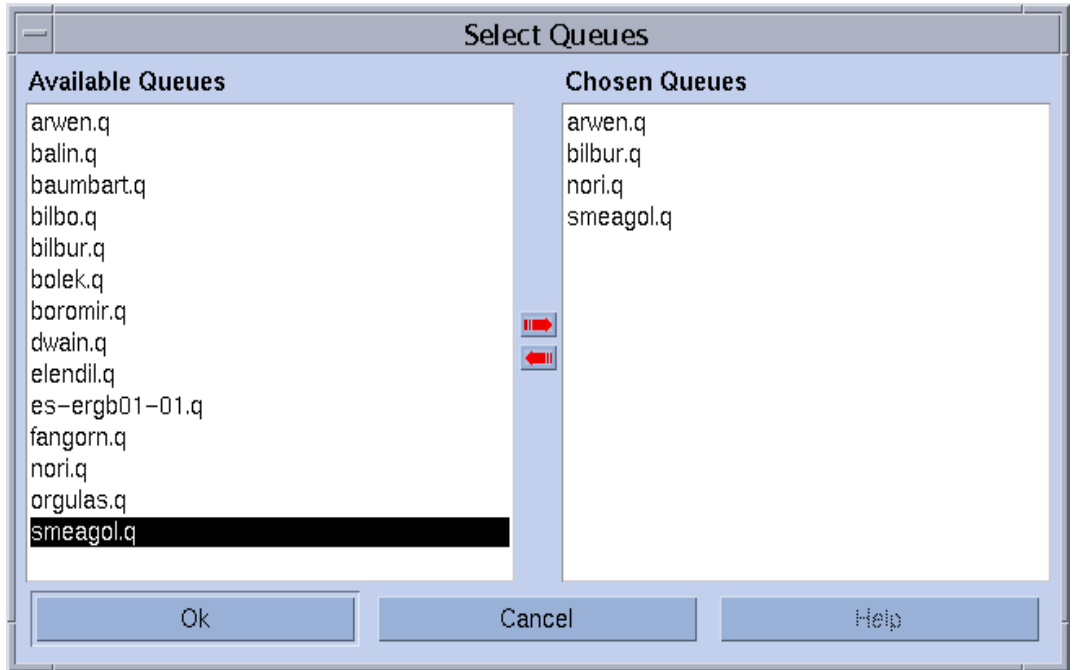 Select Queues
Available Queues
arwen.q
balin.q
baumbart.q
bilbo.q
bilbur.q
bolek.q
boromir.q
dwain.q
elendil.q
es-ergb01-01.q
fangorn.q
nori.q
orgulas.q
smeagol.q
Chosen Queues
arwen.q
bilbur.q
nori.q
smeagol.q
Ok
Cancel
Help